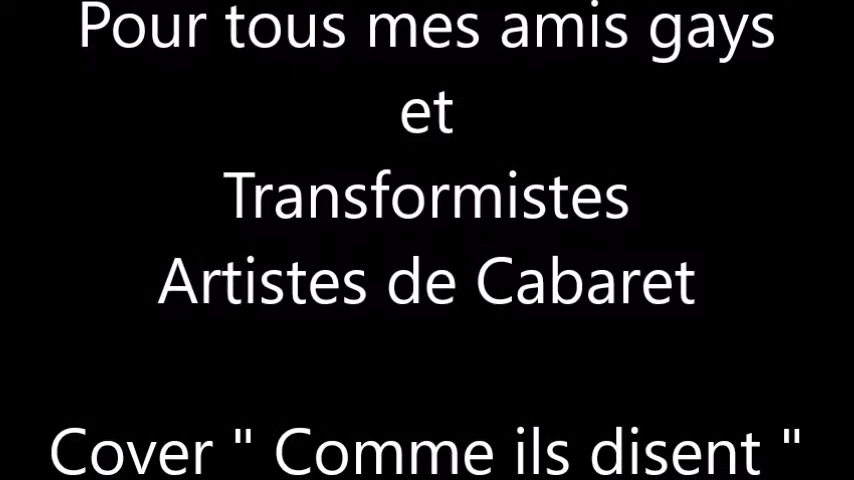 Pour tous mes amis gays
et
Transformistes
Artistes de Cabaret
Cover " Comme ils disent "